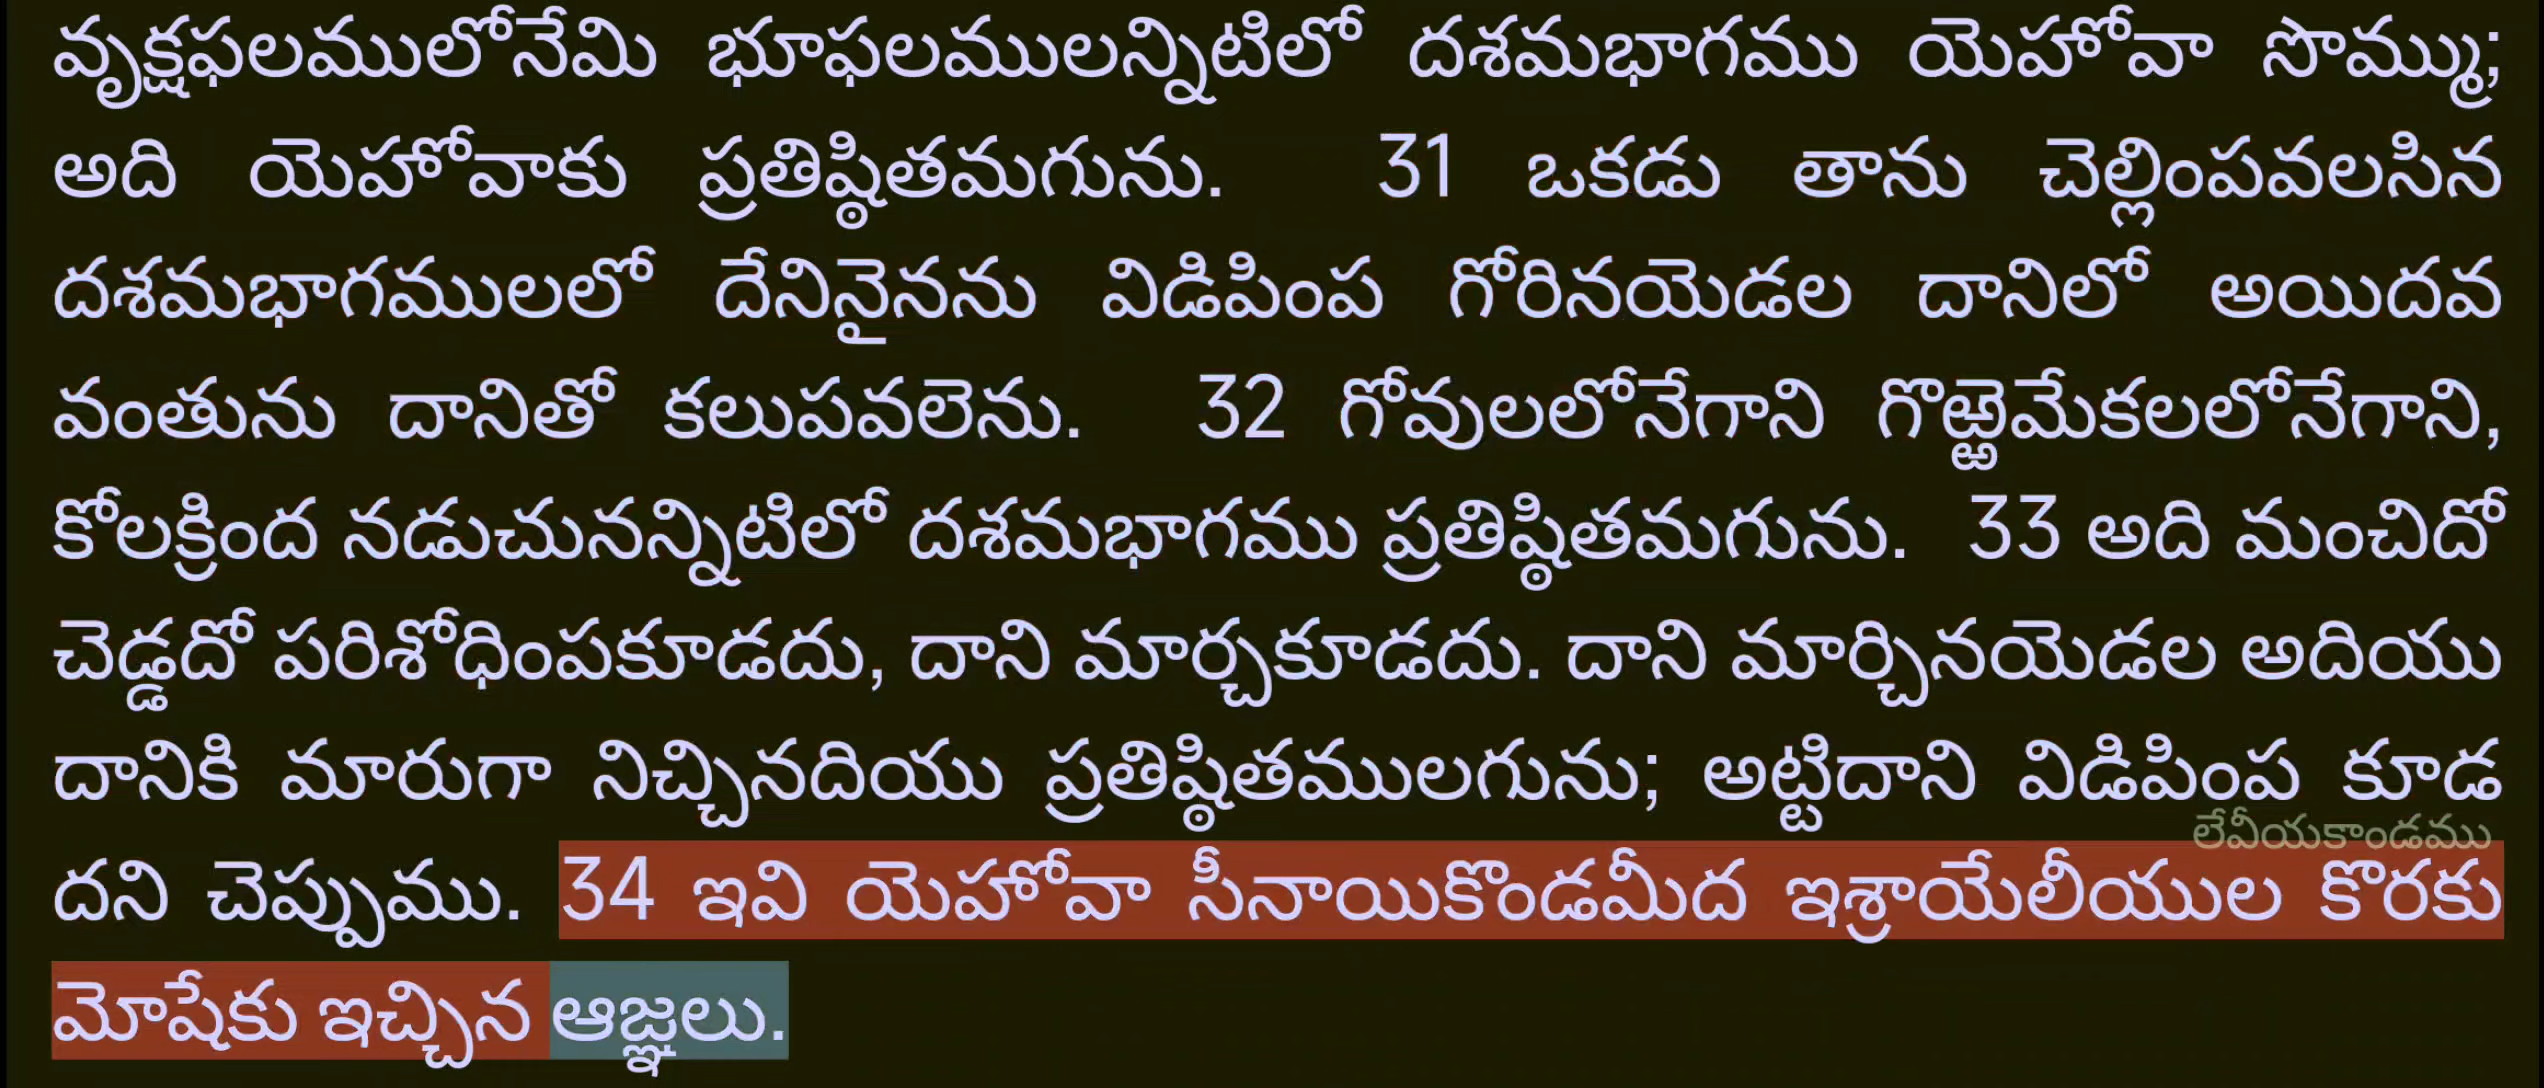 వృక్షఫలములోనేమి భూఫలములన్నిటిలో దశమభాగము యెహోవా సొమ్ము;
అది యెహోవాకు ప్రతిష్ఠితమగును. 31 ఒకడు తాను చెల్లింపవలసిన
దశమభాగములలో దేనినైనను విడిపింప గోరినయెడల దానిలో అయిదవ
వంతును దానితో కలుపవలెను. 32 గోవులలోనేగాని గొఱ్ఱెమేకలలోనేగాని,
కోలక్రింద నడుచునన్నిటిలో దశమభాగము ప్రతిష్ఠితమగును. 33 అది మంచిదో
చెడ్డదో పరిశోధింపకూడదు, దాని మార్చకూడదు. దాని మార్చినయెడల అదియు
దానికి మారుగా నిచ్చినదియు ప్రతిష్ఠితములగును; అట్టిదాని విడిపింప కూడ
లేవీయకాండము
దని చెప్పుము. 34 ఇవి యెహోవా సీనాయికొండమీద ఇశ్రాయేలీయుల కొరకు
మోషేకు ఇచ్చిన ఆజ్ఞలు.